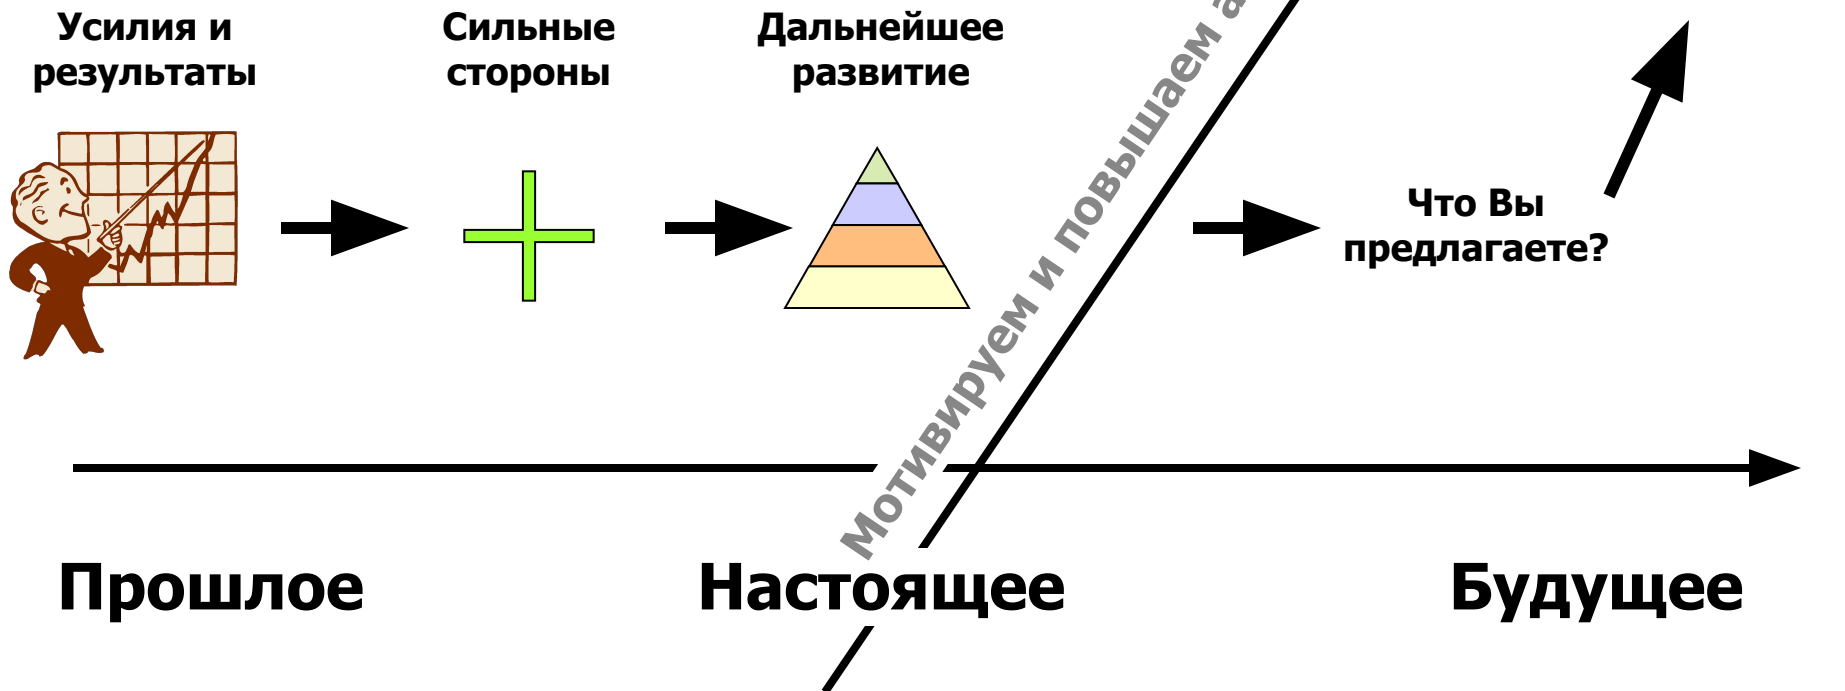 Усилия и
результаты
Сильные
стороны
Дальнейшее
развитие
Мотивируем и повышаем
Что Вы
предлагаете?
Прошлое
Настоящее
Будущее